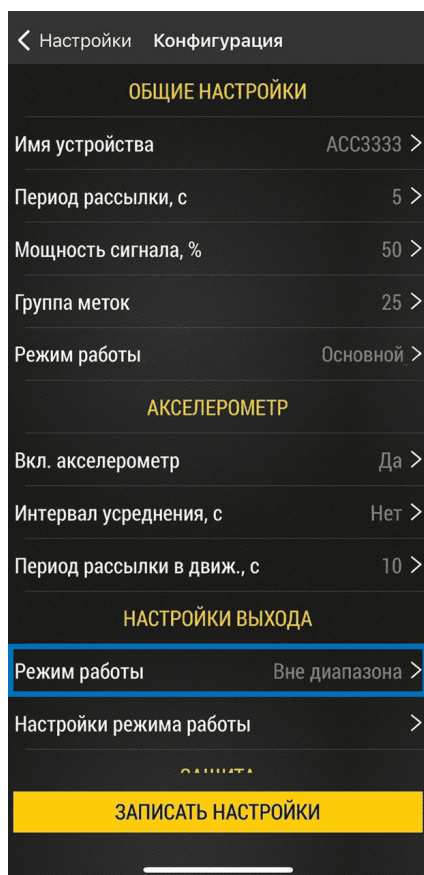 Настройки Конфигурация
ОБЩИЕ НАСТРОЙКИ
Имя устройства ACC3333
Период рассылки, с 5
Мощность сигнала, % 50
Группа меток 25
Режим работы Основной
АКСЕЛЕРОМЕТР
Вкл. акселерометр Да
Интервал усреднения, с Нет
Период рассылки в движ., с 10
НАСТРОЙКИ ВЫХОДА
Режим работы Вне диапазона
Настройки режима работы
ЗАПИСАТЬ НАСТРОЙКИ